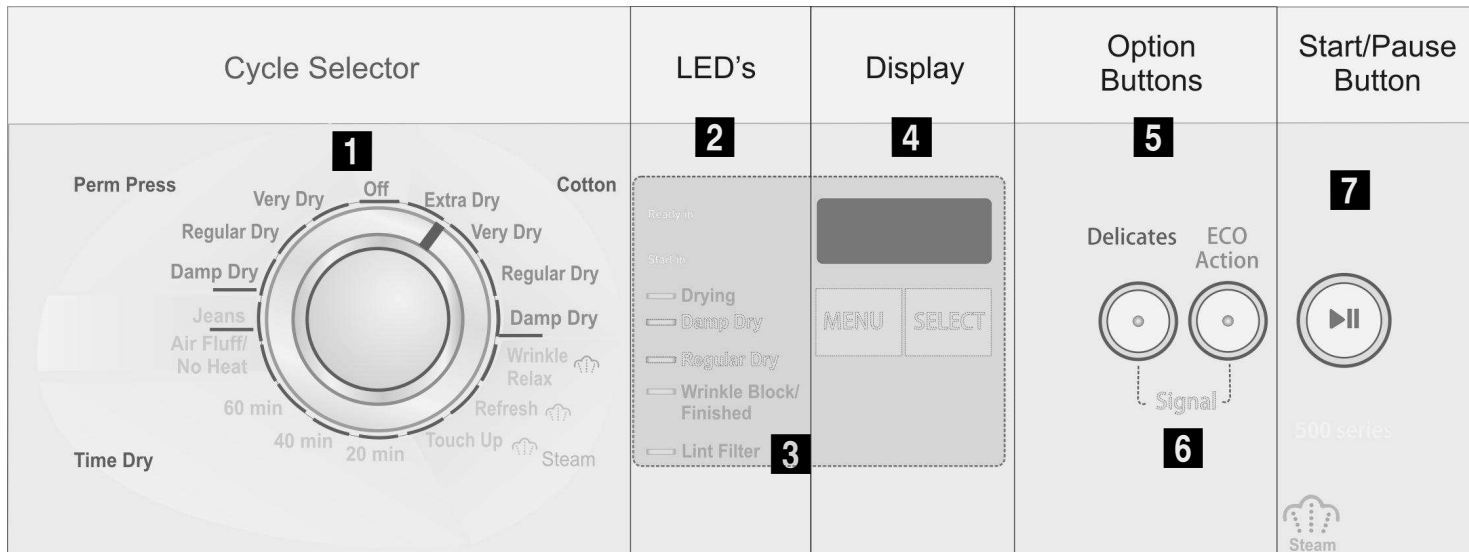 Cycle Selector
LED's
Display
Option
Buttons
Start/Pause
Button
1
2
4
5
7
Perm Press
Cotton
Off
Very Dry
Extra Dry
Regular Dry
Very Dry
Damp Dry
Regular Dry
Jeans
Damp Dry
Air Fluff/
No Heat
Wrinkle
Relax
60 min
Refresh
40 min
Touch Up
20 min
Steam
Time Dry
Ready in
Start in
Drying
Damp Dry
Regular Dry
Wrinkle Block/
Finished
Lint Filter
3
MENU
SELECT
Delicates
ECO
Action
Signal
6
500 series
Steam